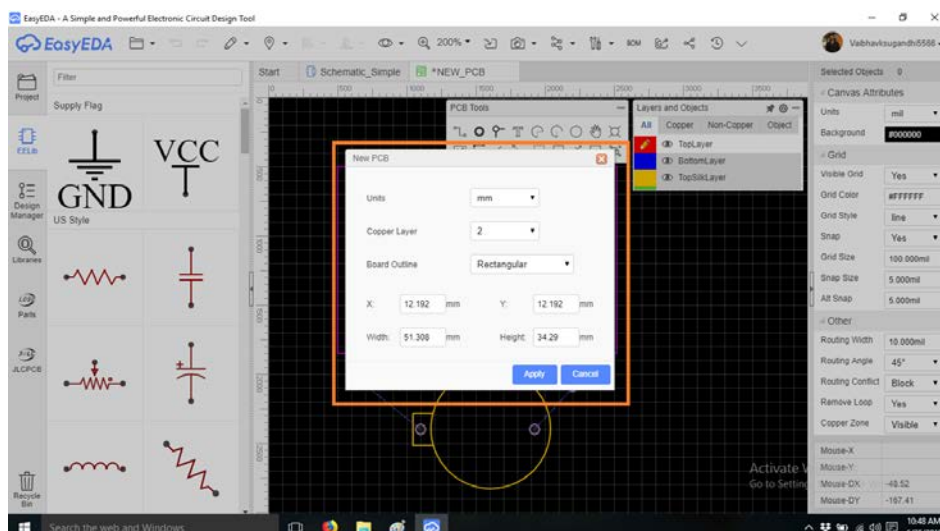 EasyEDA - A Simple and Powerful Electronic Circuit Design Tool
EasyEDA
200%
BOM
Filter
Start
Schematic_Simple
*NEW_PCB
Selected Objects 0
Project
Supply Flag
EELib
GND
VCC
Design Manager
US Style
Libraries
Parts
JLCPCB
Recycle Bin
PCB Tools
Layers and Objects
All Copper Non-Copper Object
TopLayer
BottomLayer
TopSilkLayer
New PCB
Units mm
Copper Layer 2
Board Outline Rectangular
X: 12.192 mm Y: 12.192 mm
Width: 51.308 mm Height: 34.29 mm
Apply Cancel
Canvas Attributes
Units mil
Background #000000
Grid
Visible Grid Yes
Grid Color #FFFFFF
Grid Style line
Snap Yes
Grid Size 100.000mil
Snap Size 5.000mil
Alt Snap 5.000mil
Other
Routing Width 10.000mil
Routing Angle 45°
Routing Conflict Block
Remove Loop Yes
Copper Zone Visible
Mouse-X
Mouse-Y
Mouse-DX -48.52
Mouse-DY -167.41
Activate
Go to Setting
Search the web and Windows
10:48 AM